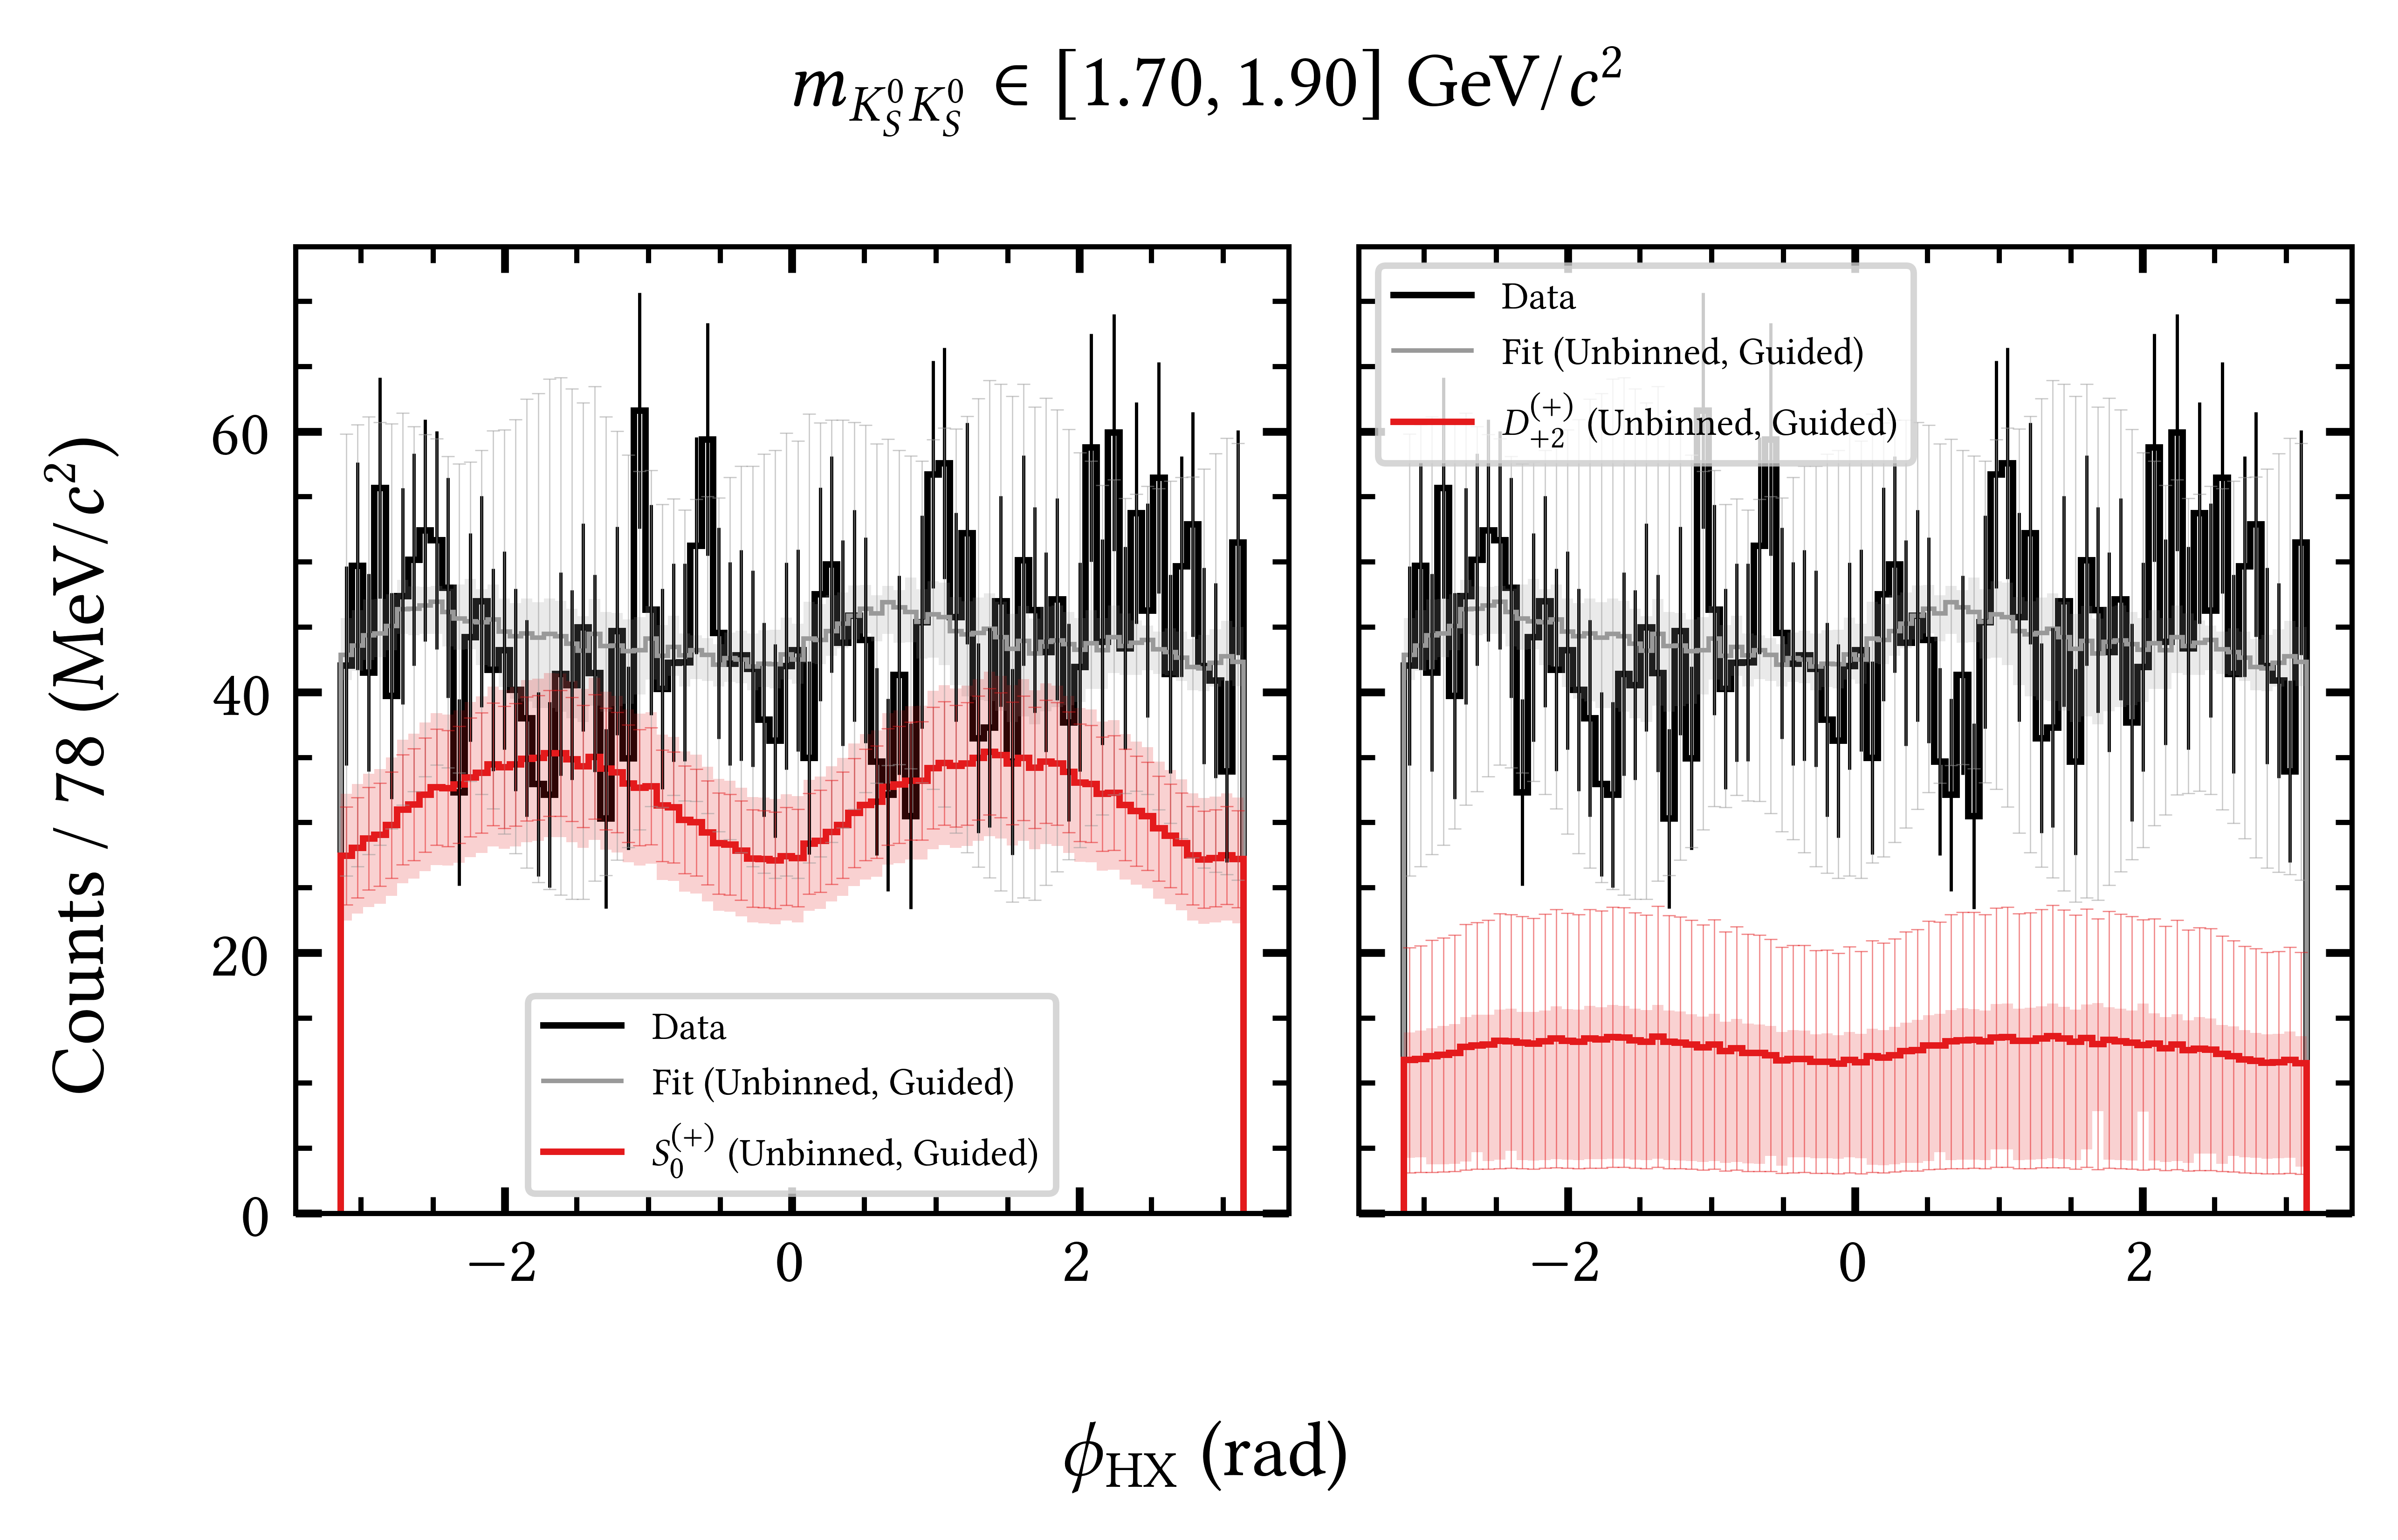 m_{K_S^0 K_S^0} ∈ [1.70, 1.90] GeV/c²
Counts / 78 (MeV/c²)
60
40
20
0
Data
Fit (Unbinned, Guided)
S_0^{(+)} (Unbinned, Guided)
−2
0
2
Data
Fit (Unbinned, Guided)
D_{+2}^{(+)} (Unbinned, Guided)
−2
0
2
ϕ_{HX} (rad)